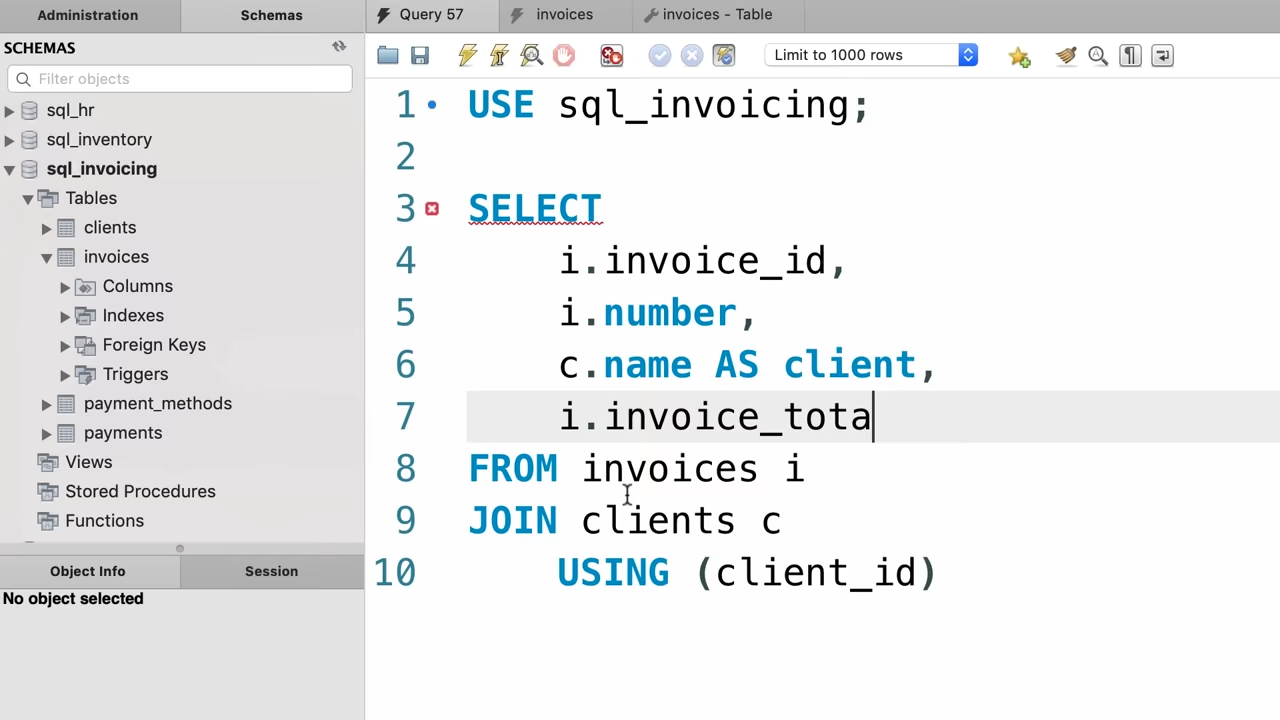 Administration
Schemas
SCHEMAS
Filter objects
sql_hr
sql_inventory
sql_invoicing
Tables
clients
invoices
Columns
Indexes
Foreign Keys
Triggers
payment_methods
payments
Views
Stored Procedures
Functions
Object Info
Session
No object selected
Query 57
invoices
invoices - Table
Limit to 1000 rows
1 USE sql_invoicing;
2
3 SELECT
4 i.invoice_id,
5 i.number,
6 c.name AS client,
7 i.invoice_tota
8 FROM invoices i
9 JOIN clients c
10 USING (client_id)